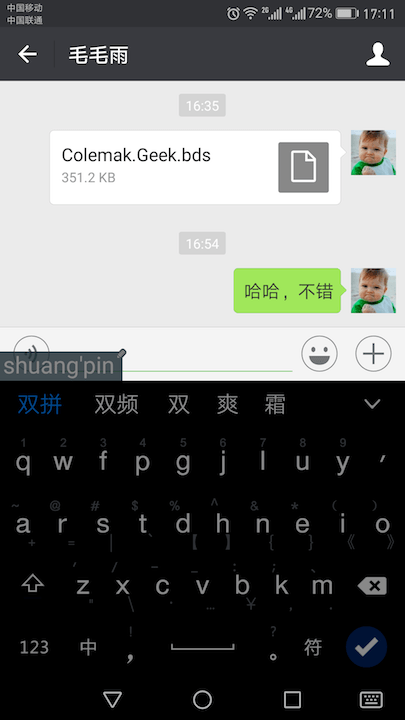 中国移动
中国联通
2G 4G 72% 17:11
毛毛雨
16:35
Colemak.Geek.bds
351.2 KB
16:54
哈哈，不错
shuang'pin
双拼 双频 双 爽 霜
1 2 3 4 5 6 7 8 9
q w f p g j l u y ′
~ @ # $ % ^ & * ( )
a r s t d h n e i o
+ = | 、 【 】 { } 《 》
z x c v b k m
123 中 ， 。 ? 符